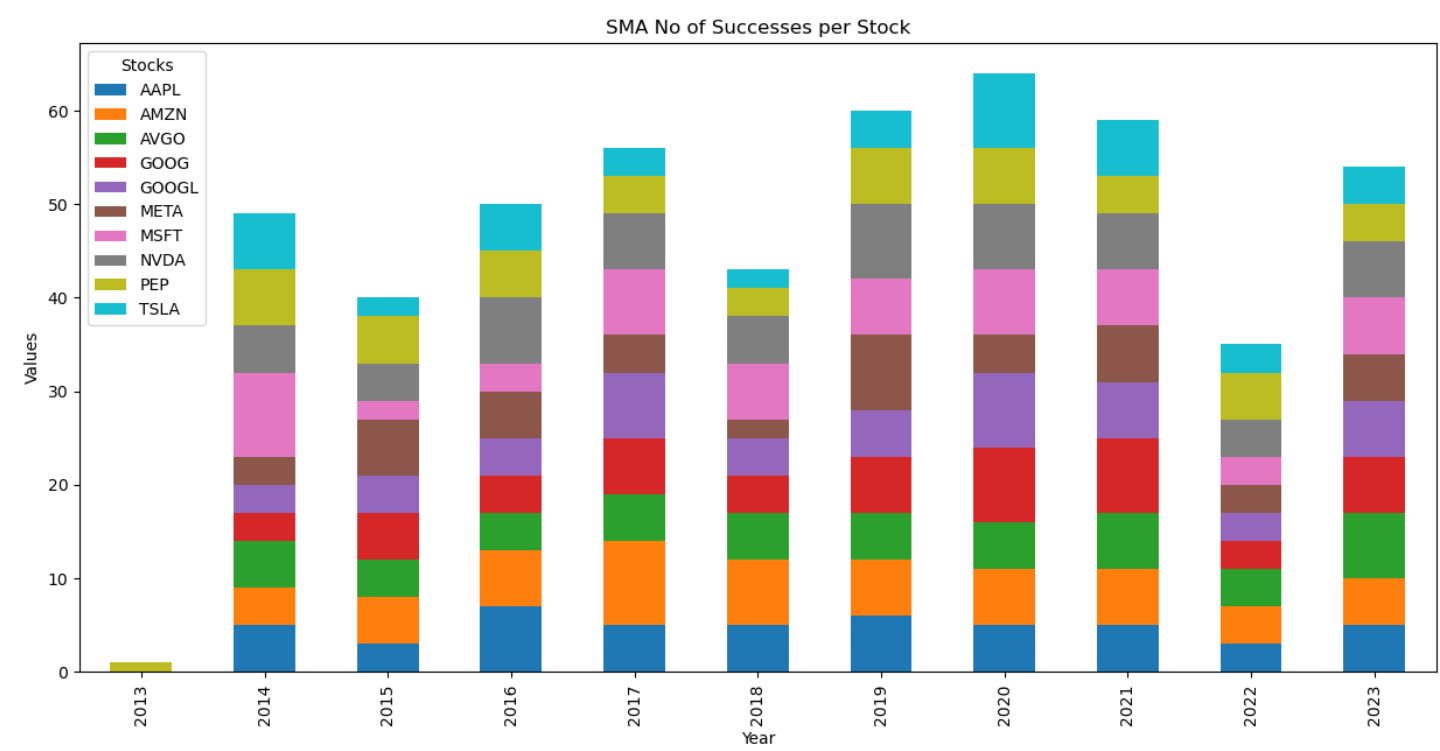 SMA No of Successes per Stock
Stocks
AAPL
AMZN
AVGO
GOOG
GOOGL
META
MSFT
NVDA
PEP
TSLA
Values
60
50
40
30
20
10
0
2013
2014
2015
2016
2017
2018
2019
2020
2021
2022
2023
Year